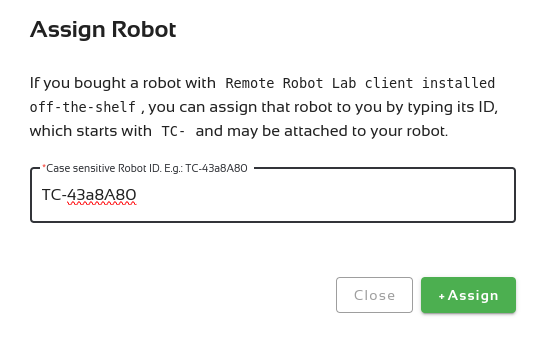 Assign Robot
If you bought a robot with Remote Robot Lab client installed
off-the-shelf , you can assign that robot to you by typing its ID,
which starts with TC- and may be attached to your robot.
*Case sensitive Robot ID. E.g.: TC-43a8A8O
TC-43a8A8O
Close
+Assign